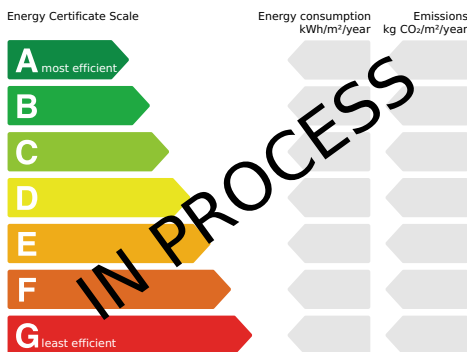 Energy Certificate Scale
Energy consumption
kWh/m²/year
Emissions
kg CO₂/m²/year
A most efficient
B
C
D
E
F
G least efficient
IN PROCESS